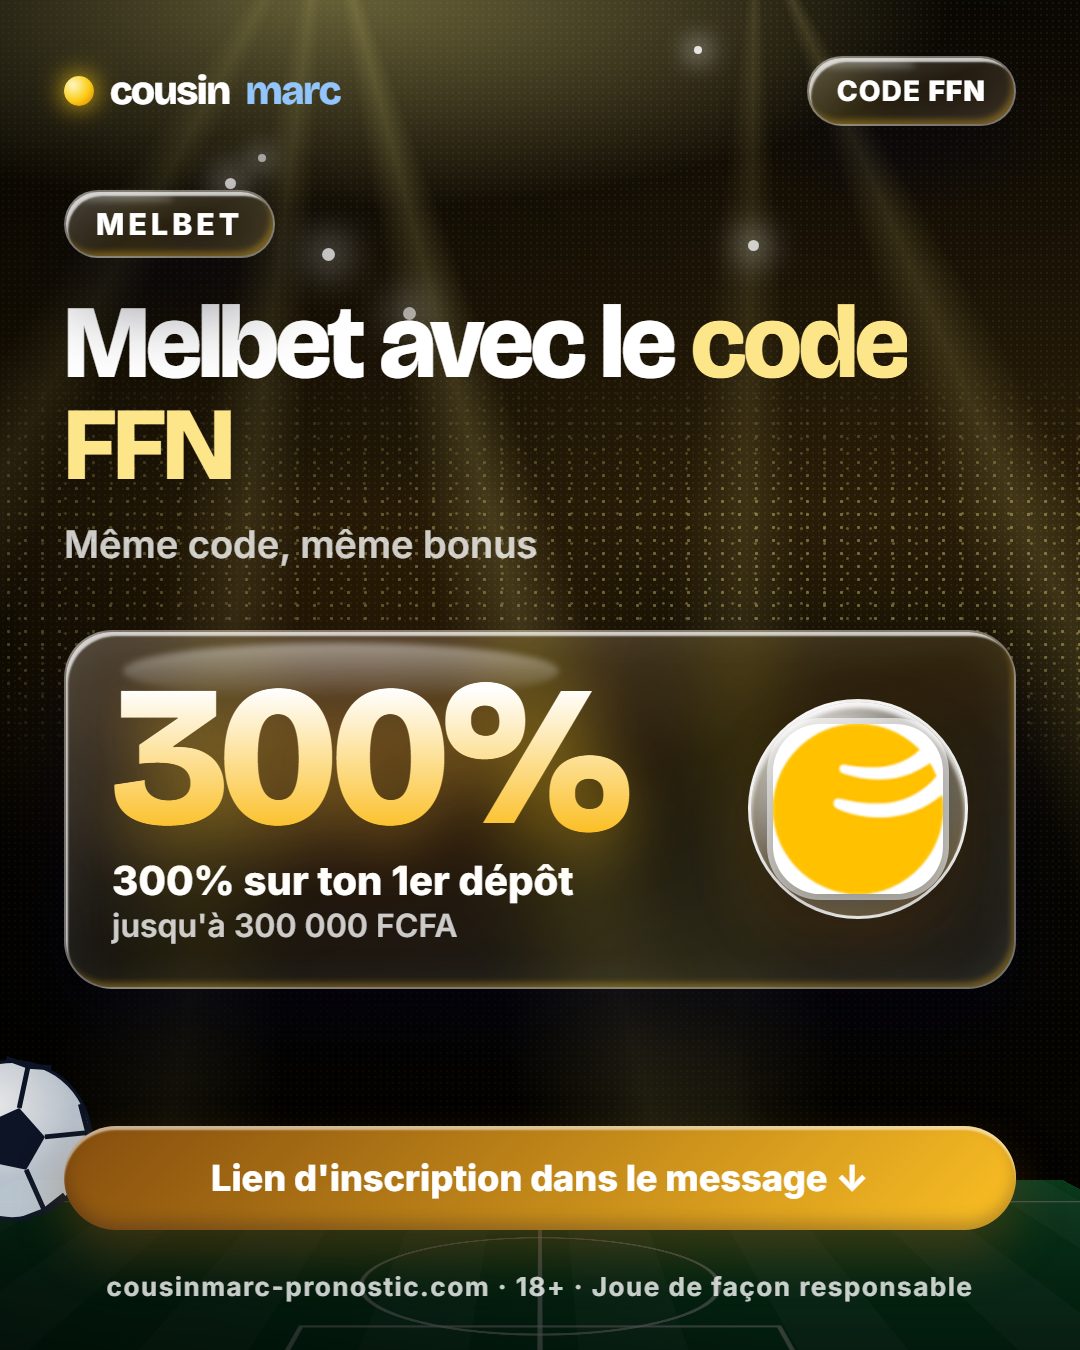 cousin marc
CODE FFN
MELBET
Melbet avec le code
FFN
Même code, même bonus
300%
300% sur ton 1er dépôt
jusqu'à 300 000 FCFA
Lien d'inscription dans le message ↓
cousinmarc-pronostic.com · 18+ · Joue de façon responsable